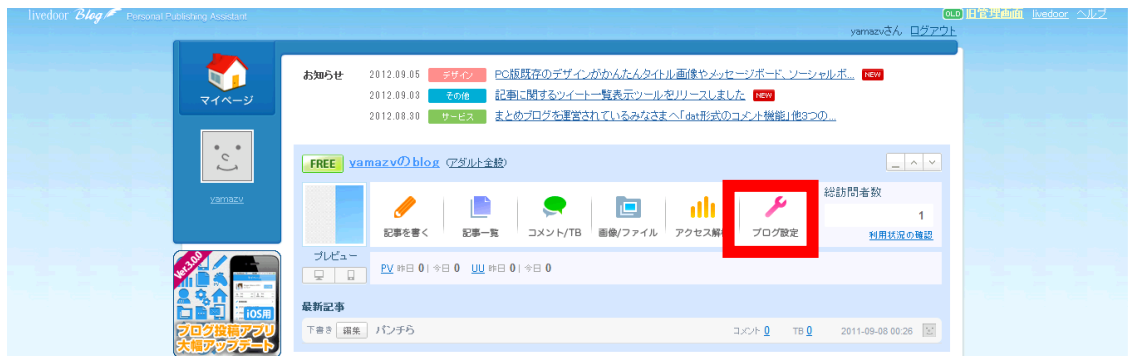 livedoor Blog Personal Publishing Assistant
OLD 旧管理画面 livedoor ヘルプ
yamazvさん ログアウト
マイページ
yamazv
お知らせ 2012.09.05 デザイン PC版既存のデザインがかんたんタイトル画像やメッセージボード、ソーシャルボ... NEW
2012.09.03 その他 記事に関するツイート一覧表示ツールをリリースしました NEW
2012.08.30 サービス まとめブログを運営されているみなさまへ「dat形式のコメント機能」他3つの...
FREE yamazvのblog (アダルト全般)
総訪問者数
1
利用状況の確認
記事を書く 記事一覧 コメント/TB 画像/ファイル アクセス解 ブログ設定
プレビュー
PV 昨日 0 | 今日 0 UU 昨日 0 | 今日 0
最新記事
下書き 編集 パンチら コメント 0 TB 0 2011-09-08 00:26
Ver.3.0.0
iOS用
ブログ投稿アプリ
大幅アップデート